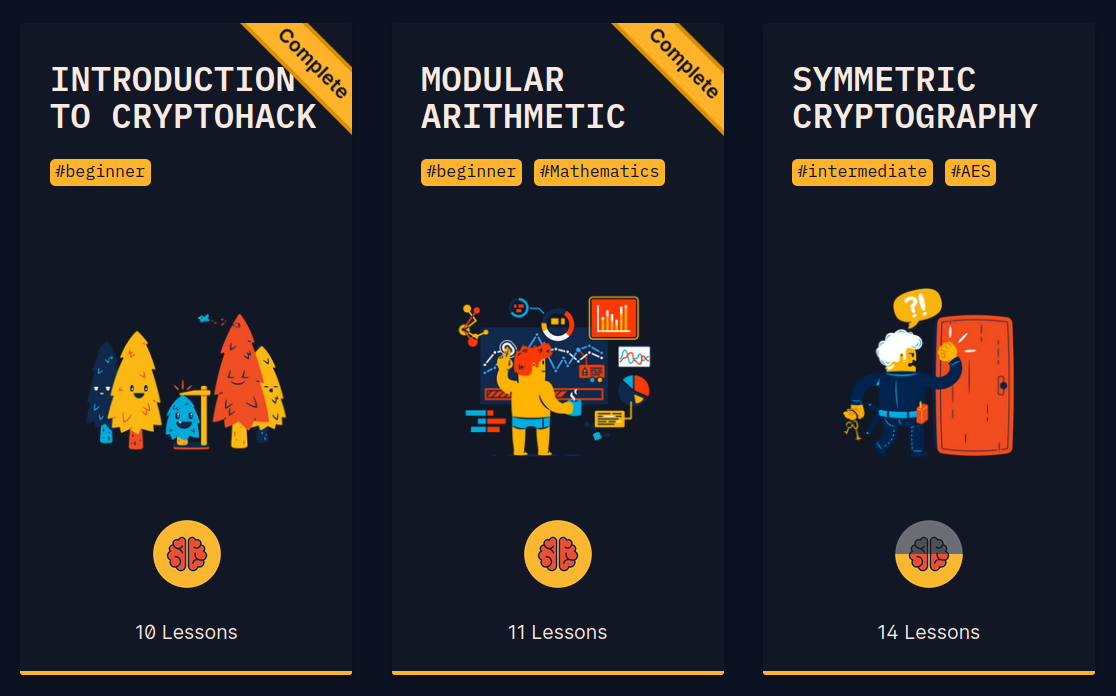 INTRODUCTION
TO CRYPTOHACK
Complete
#beginner
10 Lessons
MODULAR
ARITHMETIC
Complete
#beginner #Mathematics
11 Lessons
SYMMETRIC
CRYPTOGRAPHY
#intermediate #AES
?!
14 Lessons